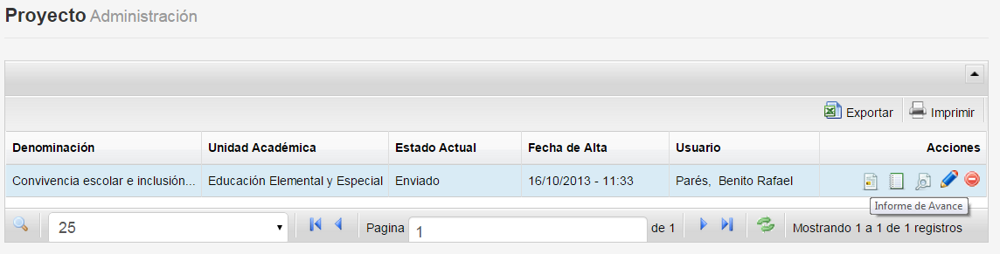 Proyecto Administración
Exportar Imprimir
Denominación Unidad Académica Estado Actual Fecha de Alta Usuario Acciones
Convivencia escolar e inclusión... Educación Elemental y Especial Enviado 16/10/2013 - 11:33 Parés, Benito Rafael
Informe de Avance
25 Pagina 1 de 1 Mostrando 1 a 1 de 1 registros